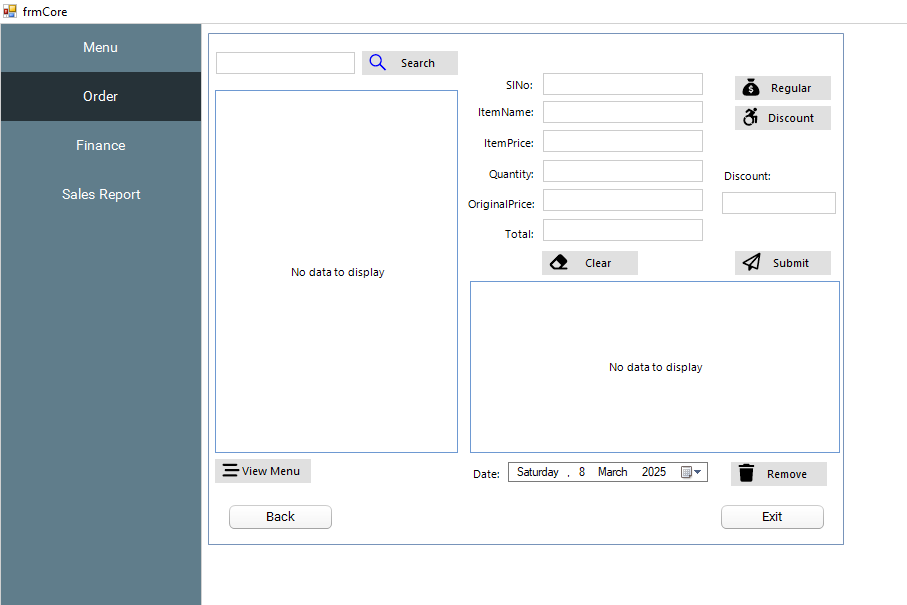 frmCore
Menu
Order
Finance
Sales Report
Search
SlNo:
ItemName:
ItemPrice:
Quantity:
OriginalPrice:
Total:
Regular
Discount
Discount:
Clear
Submit
No data to display
No data to display
View Menu
Date: Saturday , 8 March 2025
Remove
Back
Exit